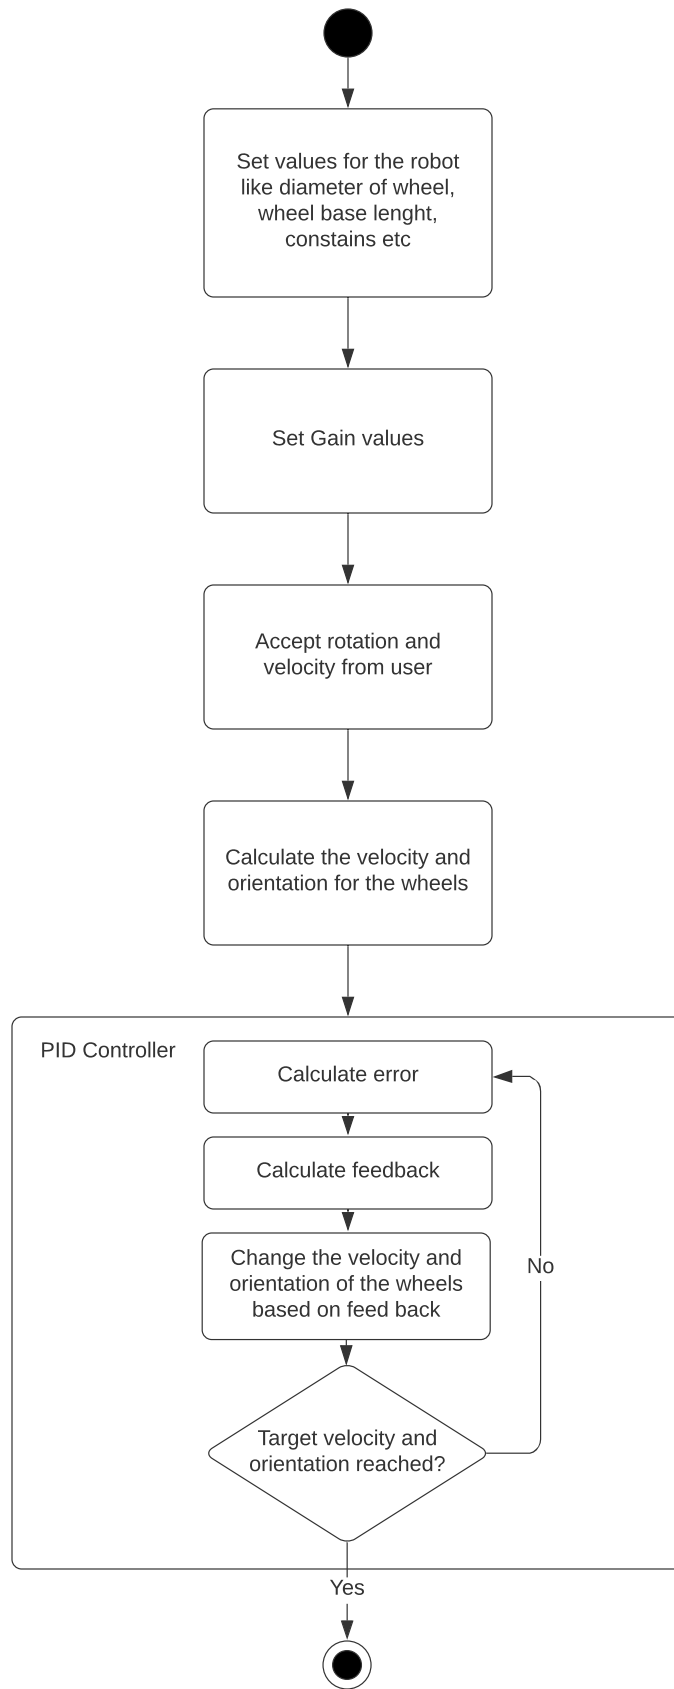 Set values for the robot
like diameter of wheel,
wheel base lenght,
constains etc
Set Gain values
Accept rotation and
velocity from user
Calculate the velocity and
orientation for the wheels
PID Controller
Calculate error
Calculate feedback
Change the velocity and
orientation of the wheels
based on feed back
No
Target velocity and
orientation reached?
Yes